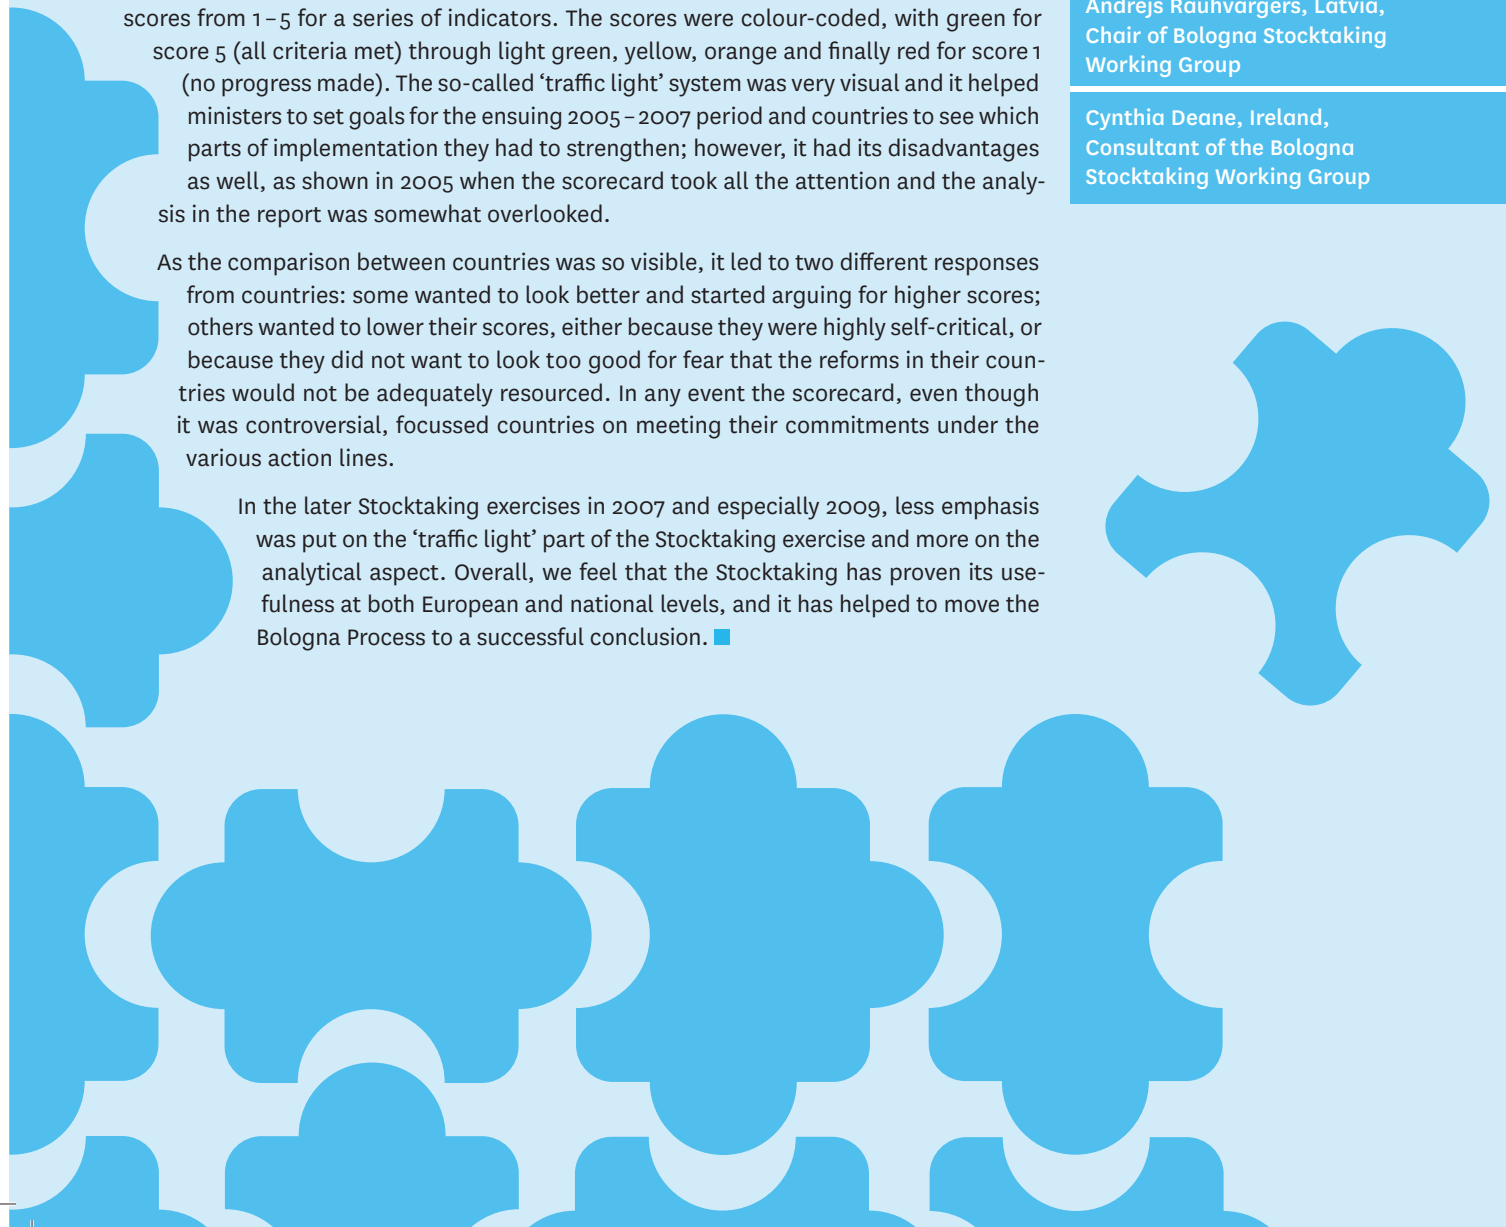 scores from 1–5 for a series of indicators. The scores were colour-coded, with green for
score 5 (all criteria met) through light green, yellow, orange and finally red for score 1
(no progress made). The so-called ‘traffic light’ system was very visual and it helped
ministers to set goals for the ensuing 2005–2007 period and countries to see which
parts of implementation they had to strengthen; however, it had its disadvantages
as well, as shown in 2005 when the scorecard took all the attention and the analy-
sis in the report was somewhat overlooked.
As the comparison between countries was so visible, it led to two different responses
from countries: some wanted to look better and started arguing for higher scores;
others wanted to lower their scores, either because they were highly self-critical, or
because they did not want to look too good for fear that the reforms in their coun-
tries would not be adequately resourced. In any event the scorecard, even though
it was controversial, focussed countries on meeting their commitments under the
various action lines.
In the later Stocktaking exercises in 2007 and especially 2009, less emphasis
was put on the ‘traffic light’ part of the Stocktaking exercise and more on the
analytical aspect. Overall, we feel that the Stocktaking has proven its use-
fulness at both European and national levels, and it has helped to move the
Bologna Process to a successful conclusion.
Andrejs Rauhvargers, Latvia,
Chair of Bologna Stocktaking
Working Group
Cynthia Deane, Ireland,
Consultant of the Bologna
Stocktaking Working Group